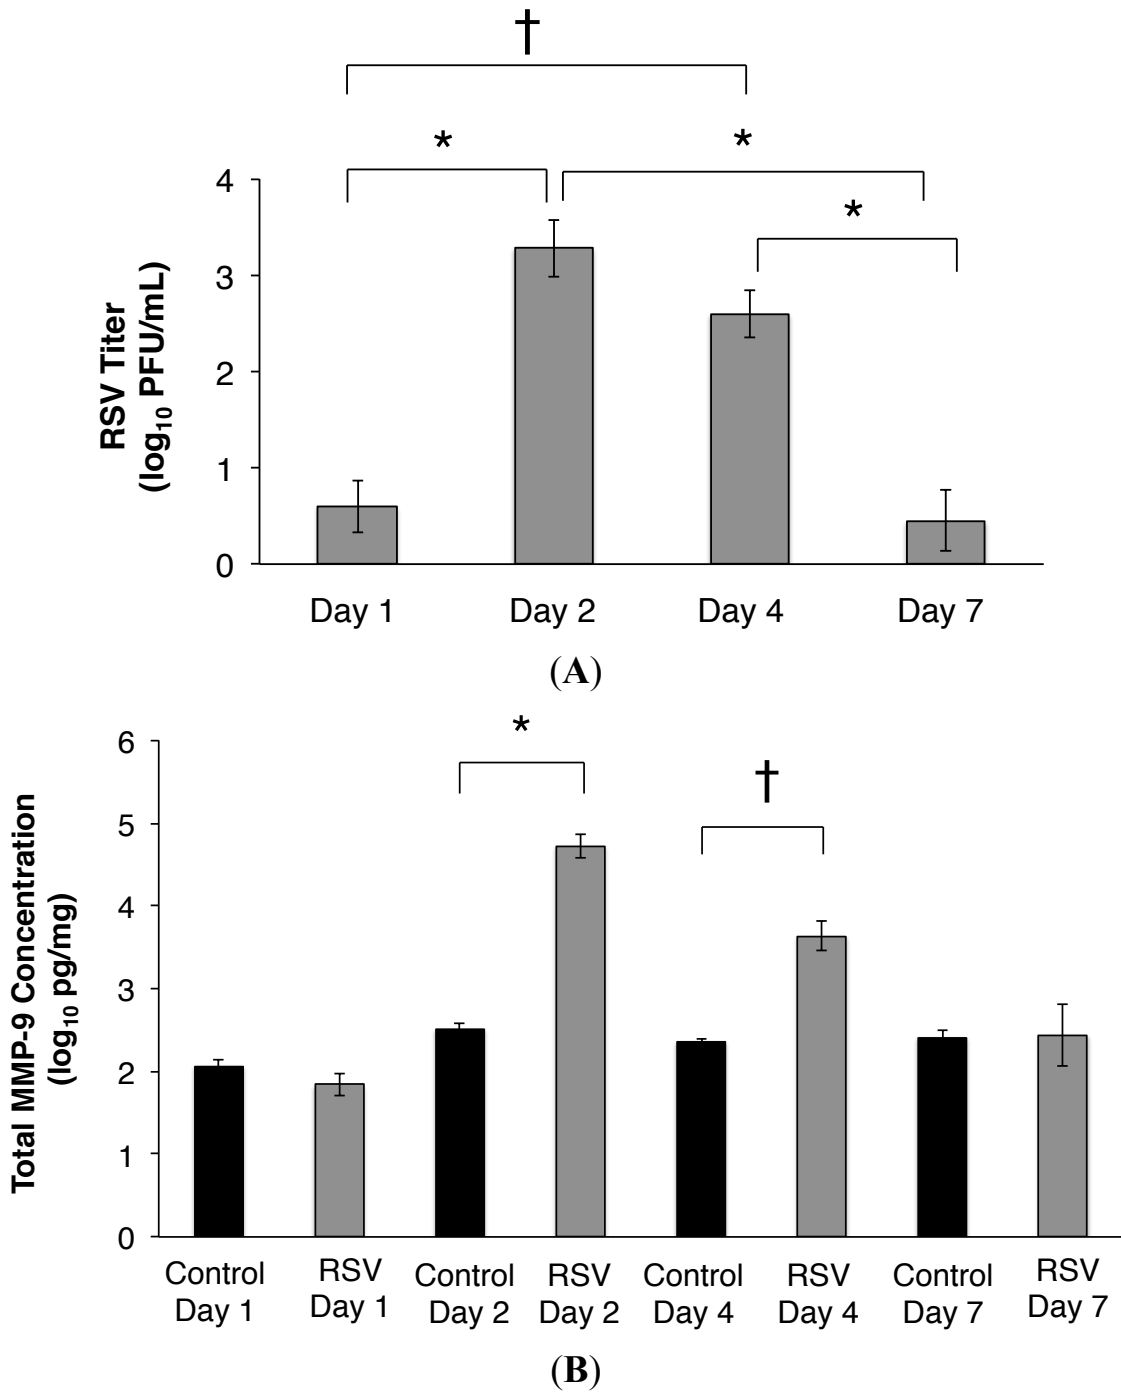 †
*
*
*
4
3
2
1
0
RSV Titer
(log₁₀ PFU/mL)
Day 1 Day 2 Day 4 Day 7
(A)
*
†
6
5
4
3
2
1
0
Total MMP-9 Concentration
(log₁₀ pg/mg)
Control RSV Control RSV Control RSV Control RSV
Day 1 Day 1 Day 2 Day 2 Day 4 Day 4 Day 7 Day 7
(B)